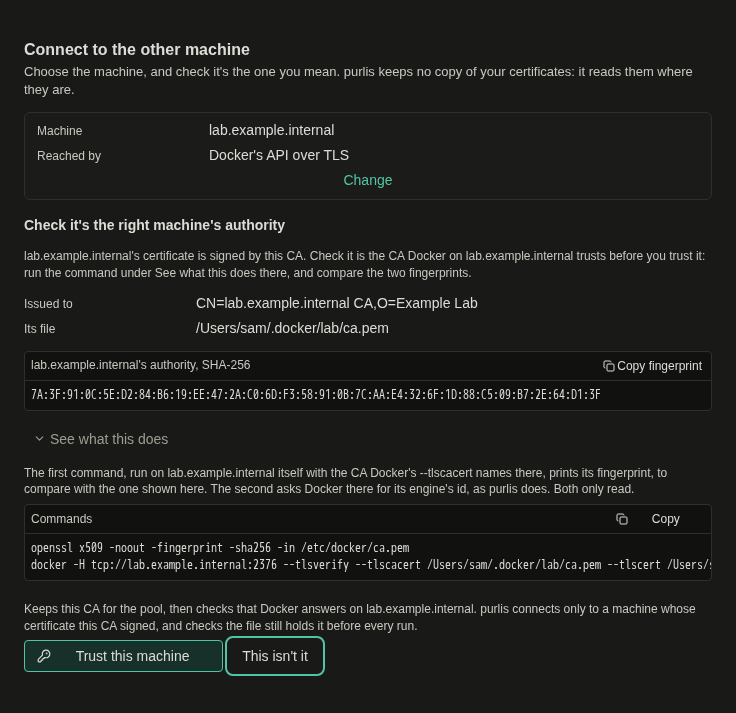 Connect to the other machine
Choose the machine, and check it's the one you mean. purlis keeps no copy of your certificates: it reads them where
they are.
Machine lab.example.internal
Reached by Docker's API over TLS
Change
Check it's the right machine's authority
lab.example.internal's certificate is signed by this CA. Check it is the CA Docker on lab.example.internal trusts before you trust it:
run the command under See what this does there, and compare the two fingerprints.
Issued to CN=lab.example.internal CA,O=Example Lab
Its file /Users/sam/.docker/lab/ca.pem
lab.example.internal's authority, SHA-256 Copy fingerprint
7A:3F:91:0C:5E:D2:84:B6:19:EE:47:2A:C0:6D:F3:58:91:0B:7C:AA:E4:32:6F:1D:88:C5:09:B7:2E:64:D1:3F
See what this does
The first command, run on lab.example.internal itself with the CA Docker's --tlscacert names there, prints its fingerprint, to
compare with the one shown here. The second asks Docker there for its engine's id, as purlis does. Both only read.
Commands Copy
openssl x509 -noout -fingerprint -sha256 -in /etc/docker/ca.pem
docker -H tcp://lab.example.internal:2376 --tlsverify --tlscacert /Users/sam/.docker/lab/ca.pem --tlscert /Users/
Keeps this CA for the pool, then checks that Docker answers on lab.example.internal. purlis connects only to a machine whose
certificate this CA signed, and checks the file still holds it before every run.
Trust this machine This isn't it